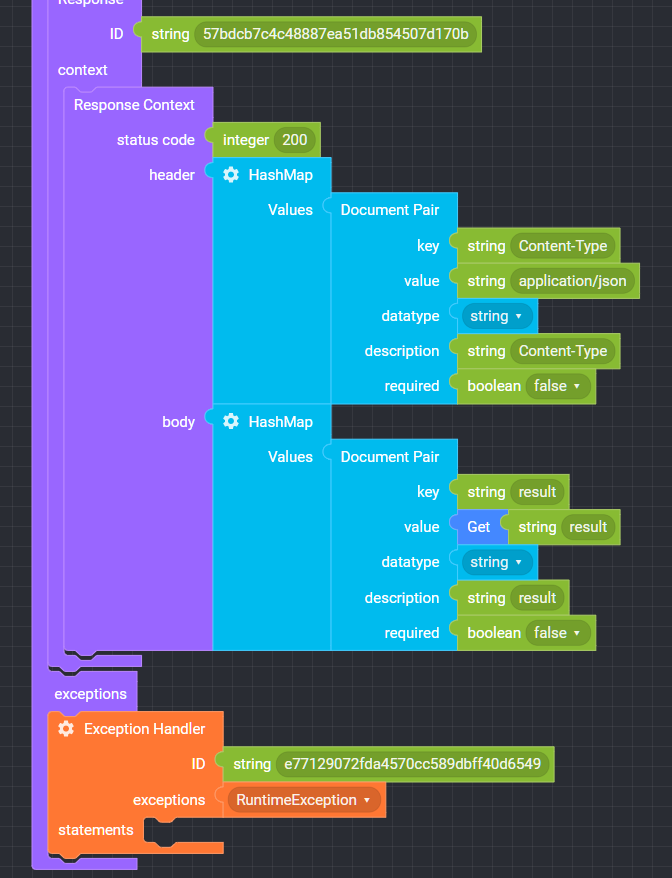 Response
ID string 57bdcb7c4c48887ea51db854507d170b
context
Response Context
status code integer 200
header HashMap
Values Document Pair
key string Content-Type
value string application/json
datatype string
description string Content-Type
required boolean false
body HashMap
Values Document Pair
key string result
value Get string result
datatype string
description string result
required boolean false
exceptions
Exception Handler
ID string e77129072fda4570cc589dbff40d6549
exceptions RuntimeException
statements